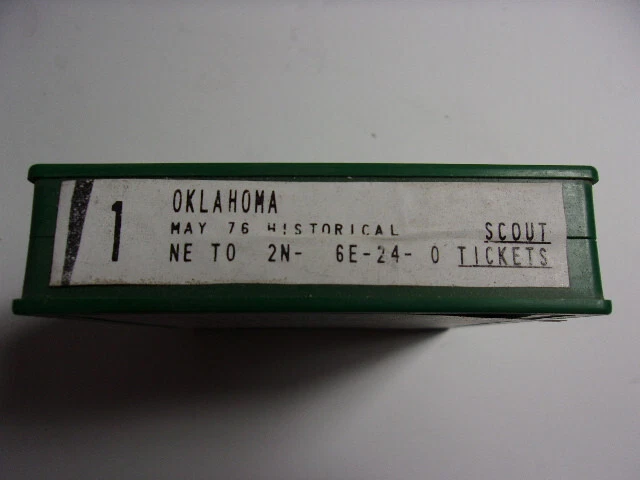 1
OKLAHOMA
MAY 76 HISTORICAL SCOUT
NE TO 2N- 6E-24- 0 TICKETS